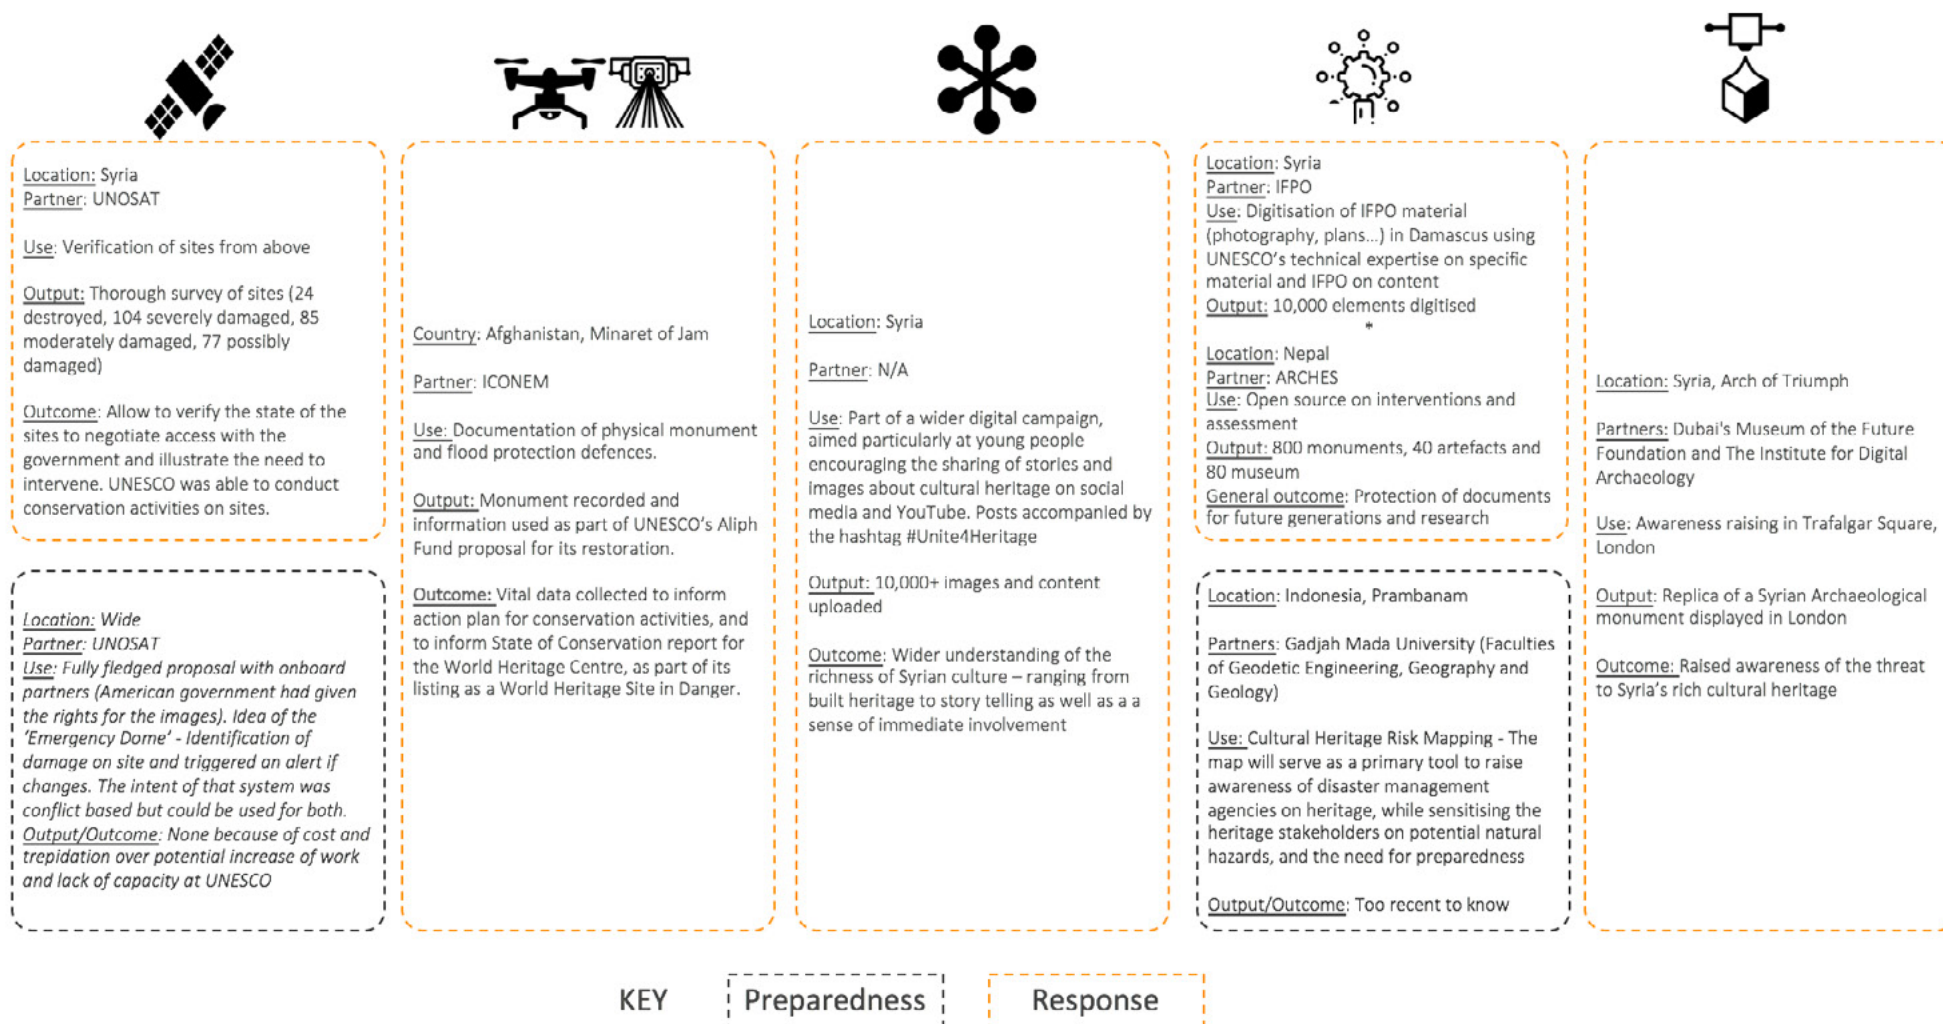 Location: Syria
Partner: UNOSAT
Use: Verification of sites from above
Output: Thorough survey of sites (24
destroyed, 104 severely damaged, 85
moderately damaged, 77 possibly
damaged)
Outcome: Allow to verify the state of the
sites to negotiate access with the
government and illustrate the need to
intervene. UNESCO was able to conduct
conservation activities on sites.
Location: Wide
Partner: UNOSAT
Use: Fully fledged proposal with onboard
partners (American government had given
the rights for the images). Idea of the
'Emergency Dome' - Identification of
damage on site and triggered an alert if
changes. The intent of that system was
conflict based but could be used for both.
Output/Outcome: None because of cost and
trepidation over potential increase of work
and lack of capacity at UNESCO
Country: Afghanistan, Minaret of Jam
Partner: ICONEM
Use: Documentation of physical monument
and flood protection defences.
Output: Monument recorded and
information used as part of UNESCO's Aliph
Fund proposal for its restoration.
Outcome: Vital data collected to inform
action plan for conservation activities, and
to inform State of Conservation report for
the World Heritage Centre, as part of its
listing as a World Heritage Site in Danger.
Location: Syria
Partner: N/A
Use: Part of a wider digital campaign,
aimed particularly at young people
encouraging the sharing of stories and
images about cultural heritage on social
media and YouTube. Posts accompanied by
the hashtag #Unite4Heritage
Output: 10,000+ images and content
uploaded
Outcome: Wider understanding of the
richness of Syrian culture – ranging from
built heritage to story telling as well as a a
sense of immediate involvement
Location: Syria
Partner: IFPO
Use: Digitisation of IFPO material
(photography, plans...) in Damascus using
UNESCO's technical expertise on specific
material and IFPO on content
Output: 10,000 elements digitised
*
Location: Nepal
Partner: ARCHES
Use: Open source on interventions and
assessment
Output: 800 monuments, 40 artefacts and
80 museum
General outcome: Protection of documents
for future generations and research
Location: Indonesia, Prambanam
Partners: Gadjah Mada University (Faculties
of Geodetic Engineering, Geography and
Geology)
Use: Cultural Heritage Risk Mapping - The
map will serve as a primary tool to raise
awareness of disaster management
agencies on heritage, while sensitising the
heritage stakeholders on potential natural
hazards, and the need for preparedness
Output/Outcome: Too recent to know
Location: Syria, Arch of Triumph
Partners: Dubai's Museum of the Future
Foundation and The Institute for Digital
Archaeology
Use: Awareness raising in Trafalgar Square,
London
Output: Replica of a Syrian Archaeological
monument displayed in London
Outcome: Raised awareness of the threat
to Syria's rich cultural heritage
KEY Preparedness Response